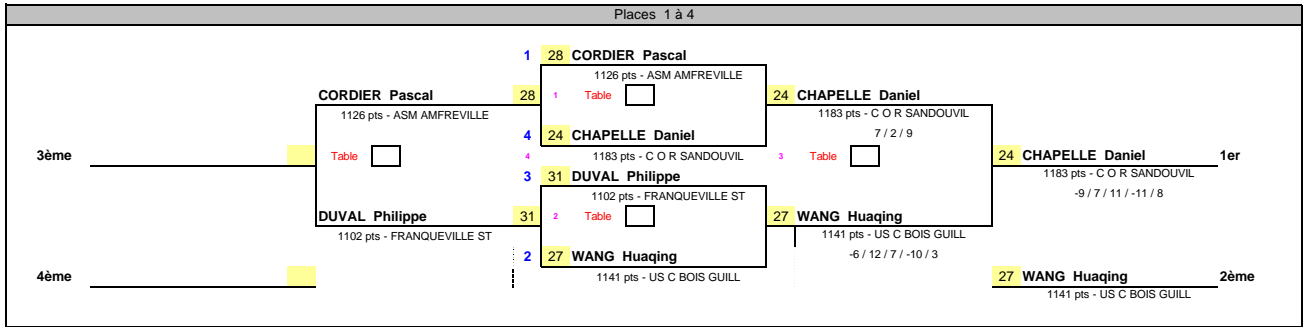 Places 1 à 4
1 28 CORDIER Pascal
1126 pts - ASM AMFREVILLE
CORDIER Pascal 28 1 Table 24 CHAPELLE Daniel
1126 pts - ASM AMFREVILLE 1183 pts - C O R SANDOUVIL
4 24 CHAPELLE Daniel 7 / 2 / 9
3ème Table 4 1183 pts - C O R SANDOUVIL 3 Table 24 CHAPELLE Daniel 1er
3 31 DUVAL Philippe 1183 pts - C O R SANDOUVIL
1102 pts - FRANQUEVILLE ST -9 / 7 / 11 / -11 / 8
DUVAL Philippe 31 2 Table 27 WANG Huaqing
1102 pts - FRANQUEVILLE ST 1141 pts - US C BOIS GUILL
2 27 WANG Huaqing -6 / 12 / 7 / -10 / 3
4ème 1141 pts - US C BOIS GUILL 27 WANG Huaqing 2ème
1141 pts - US C BOIS GUILL